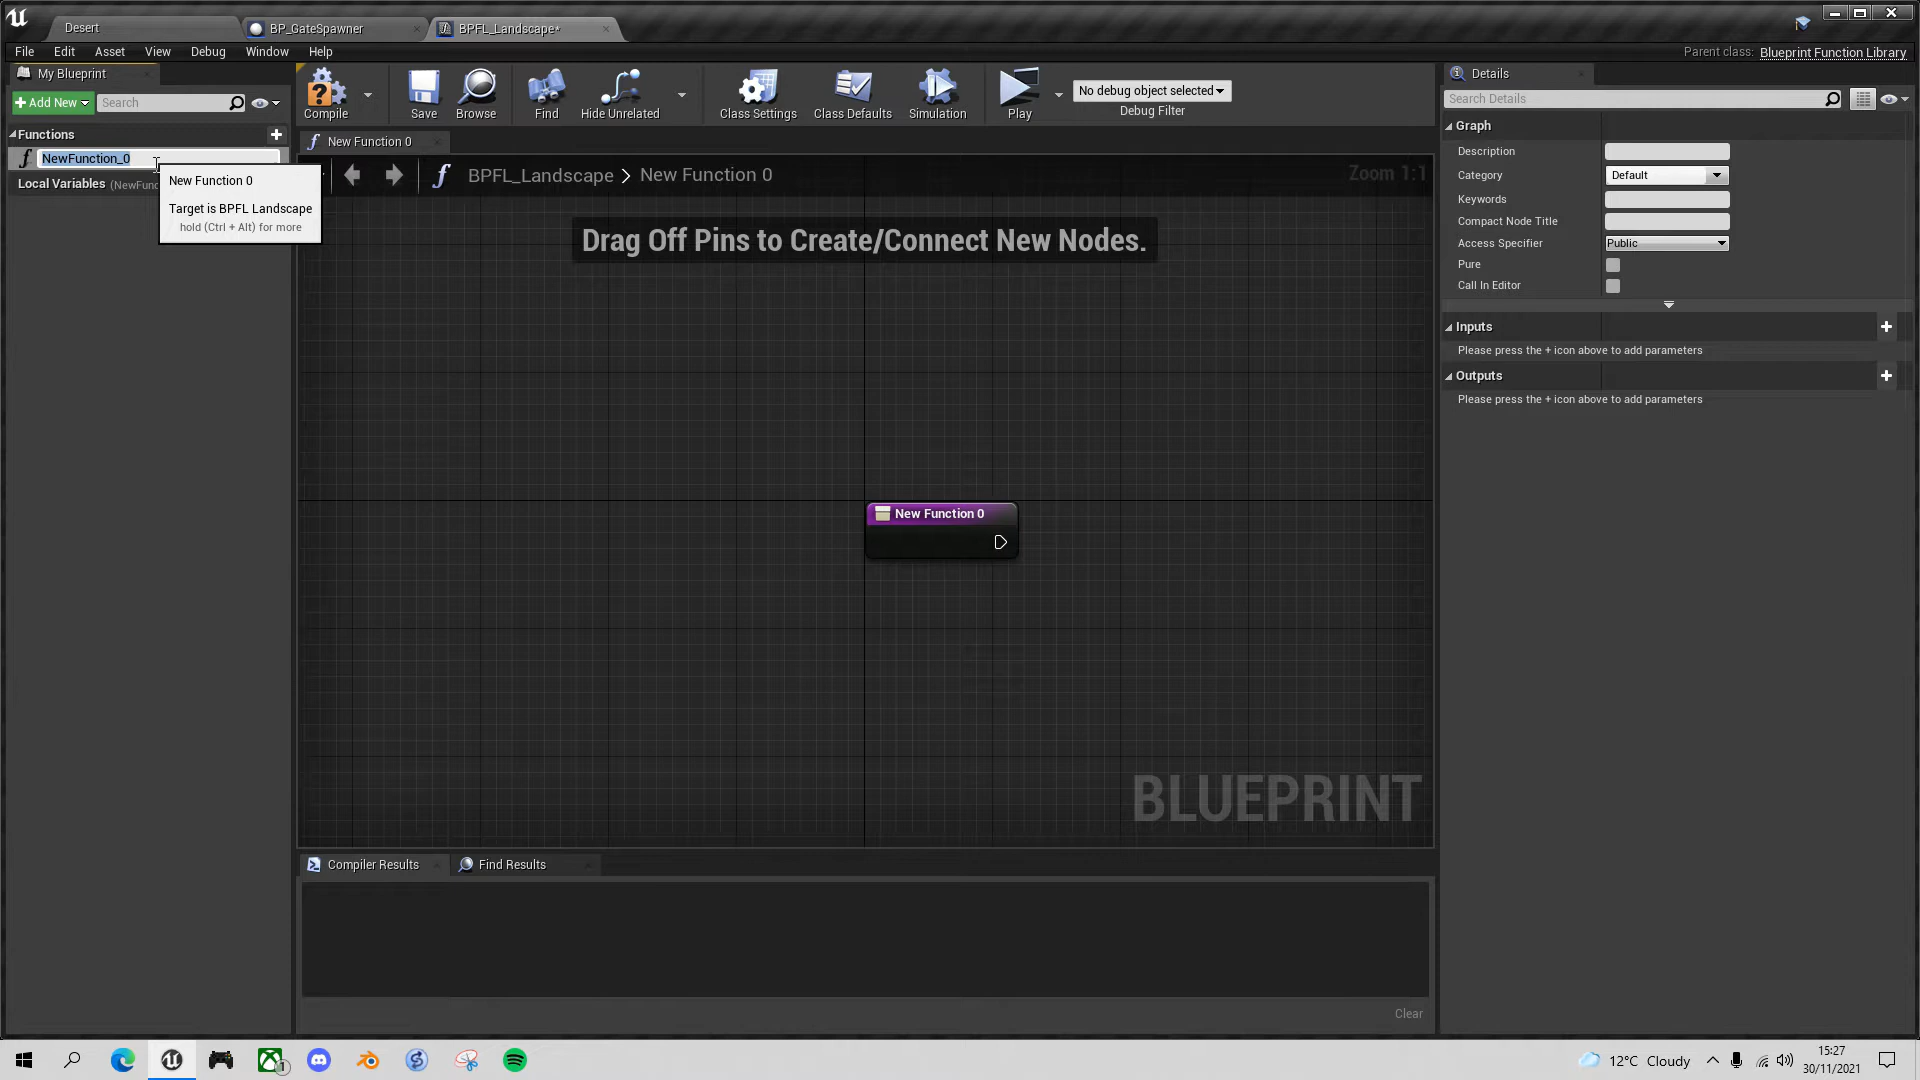 Desert
BP_GateSpawner
BPFL_Landscape*
File Edit Asset View Debug Window Help
Parent class: Blueprint Function Library
My Blueprint
Add New
Search
Compile
Save
Browse
Find
Hide Unrelated
Class Settings
Class Defaults
Simulation
Play
No debug object selected
Debug Filter
Functions
NewFunction_0
Local Variables (NewFunc
New Function 0
Target is BPFL Landscape
hold (Ctrl + Alt) for more
New Function 0
BPFL_Landscape > New Function 0
Zoom 1:1
Drag Off Pins to Create/Connect New Nodes.
New Function 0
BLUEPRINT
Compiler Results
Find Results
Clear
Details
Search Details
Graph
Description
Category Default
Keywords
Compact Node Title
Access Specifier Public
Pure
Call In Editor
Inputs
Please press the + icon above to add parameters
Outputs
Please press the + icon above to add parameters
1
12°C Cloudy
15:27
30/11/2021